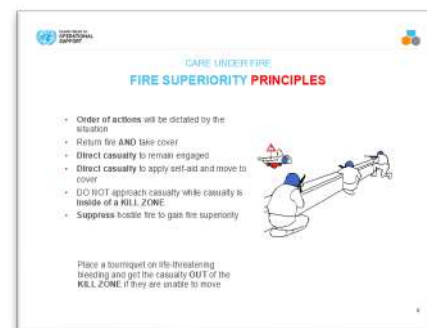 OPERATIONAL
SUPPORT
CARE UNDER FIRE
FIRE SUPERIORITY PRINCIPLES
• Order of actions will be dictated by the
situation
• Return fire AND take cover
• Direct casualty to remain engaged
• Direct casualty to apply self-aid and move to
cover
• DO NOT approach casualty while casualty is
inside of a KILL ZONE
• Suppress hostile fire to gain fire superiority
Place a tourniquet on life-threatening
bleeding and get the casualty OUT of the
KILL ZONE if they are unable to move